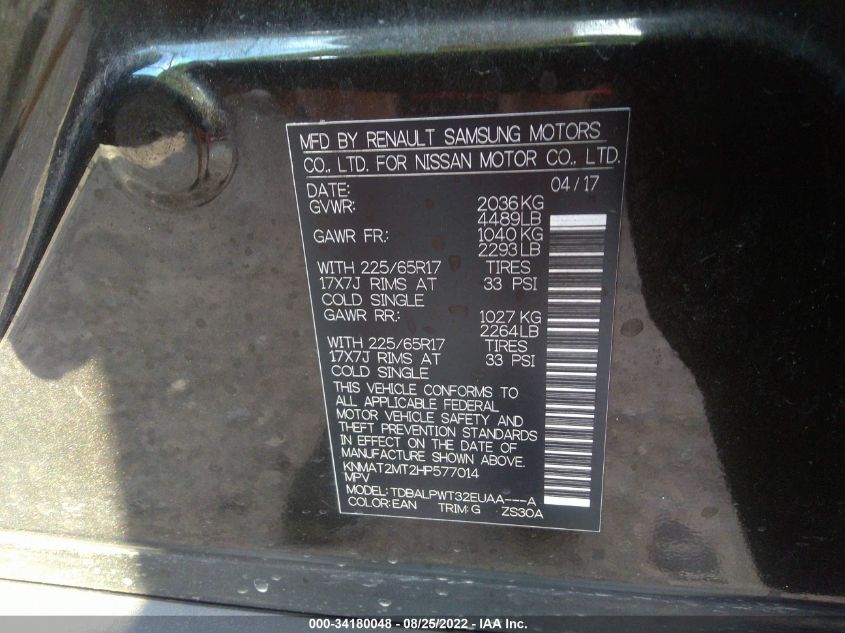 MFD BY RENAULT SAMSUNG MOTORS
CO., LTD. FOR NISSAN MOTOR CO., LTD.
DATE: 04/17
GVWR: 2036KG
4489LB
GAWR FR.: 1040 KG
2293LB
WITH 225/65R17 TIRES
17X7J RIMS AT 33 PSI
COLD SINGLE
GAWR RR.: 1027 KG
2264LB
WITH 225/65R17 TIRES
17X7J RIMS AT 33 PSI
COLD SINGLE
THIS VEHICLE CONFORMS TO
ALL APPLICABLE FEDERAL
MOTOR VEHICLE SAFETY AND
THEFT PREVENTION STANDARDS
IN EFFECT ON THE DATE OF
MANUFACTURE SHOWN ABOVE.
KNMAT2MT2HP577014
MPV
MODEL: TDBALPWT32EUAA---A
COLOR: EAN TRIM: G ZS30A
000-34180048 - 08/25/2022 - IAA Inc.